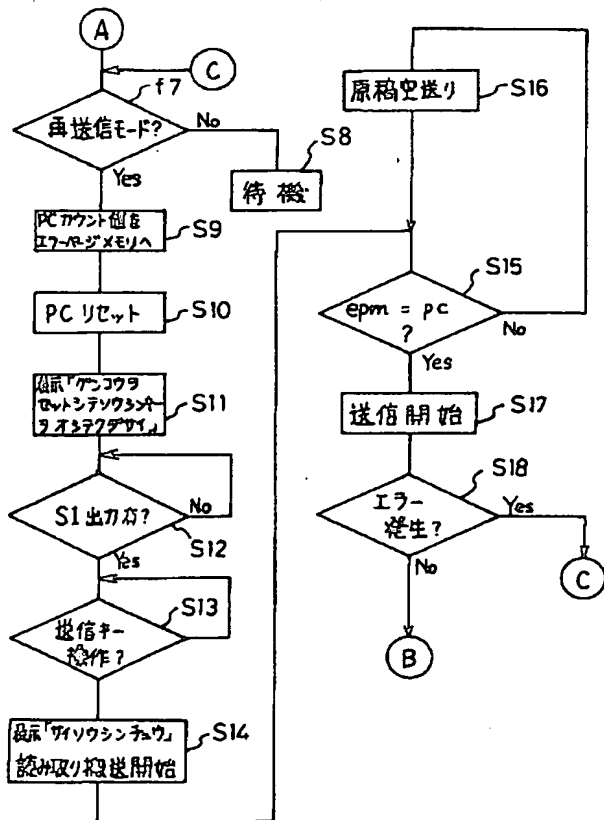 A
C
f7
再送信モード?
No
Yes
S8
待機
PCカウント値を
エラーページメモリへ
S9
PCリセット
S10
表示「ゲンコウヲ
セットシテソウシンキー
ヲオシテクダサイ」
S11
S1出力有?
No
S12
Yes
S13
送信キー
操作?
表示「サイソウシンチュウ」
読み取り搬送開始
S14
原稿空送り
S16
S15
epm = pc
?
No
Yes
送信開始
S17
S18
エラー
発生?
Yes
No
C
B